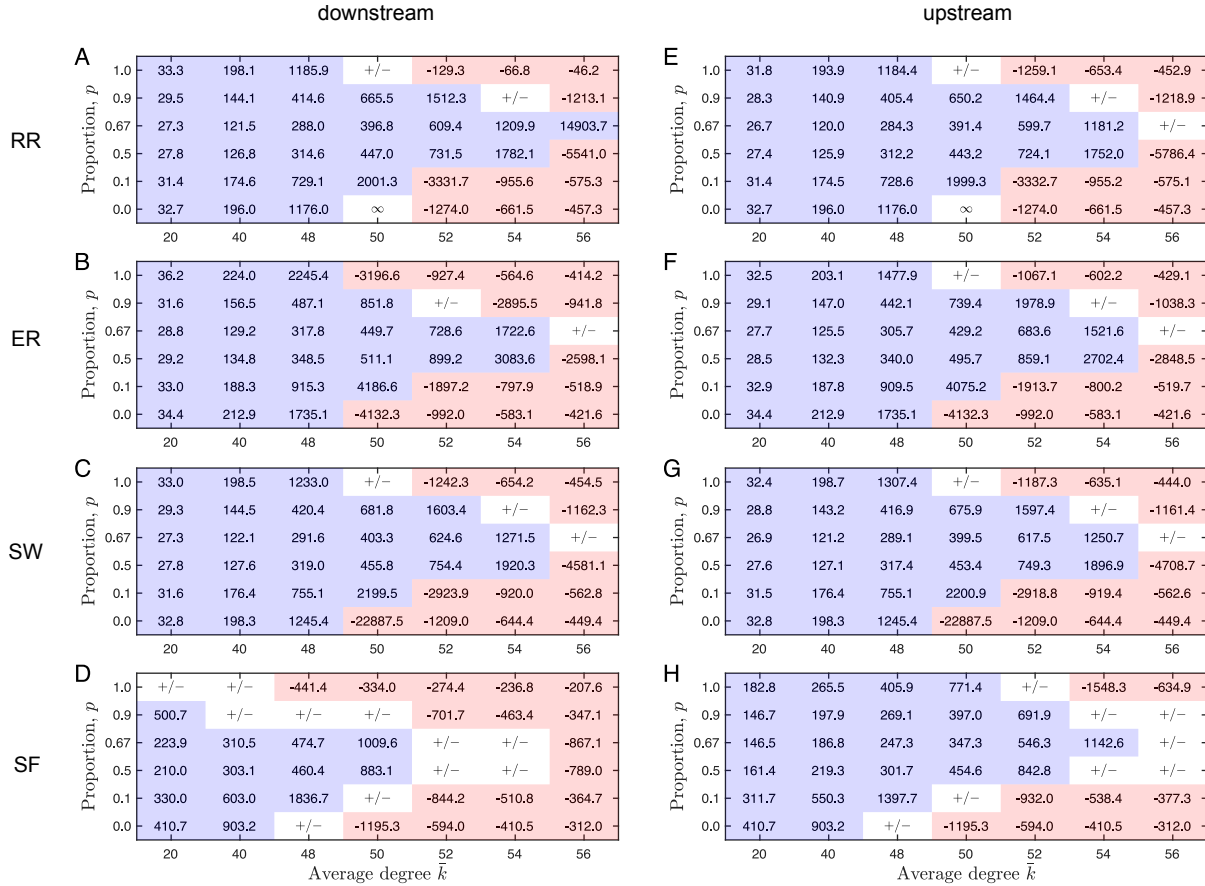 downstream upstream
A E
1.0 33.3 198.1 1185.9 +/− -129.3 -66.8 -46.2 1.0 31.8 193.9 1184.4 +/− -1259.1 -653.4 -452.9
0.9 29.5 144.1 414.6 665.5 1512.3 +/− -1213.1 0.9 28.3 140.9 405.4 650.2 1464.4 +/− -1218.9
RR Proportion, p 0.67 27.3 121.5 288.0 396.8 609.4 1209.9 14903.7 Proportion, p 0.67 26.7 120.0 284.3 391.4 599.7 1181.2 +/−
0.5 27.8 126.8 314.6 447.0 731.5 1782.1 -5541.0 0.5 27.4 125.9 312.2 443.2 724.1 1752.0 -5786.4
0.1 31.4 174.6 729.1 2001.3 -3331.7 -955.6 -575.3 0.1 31.4 174.5 728.6 1999.3 -3332.7 -955.2 -575.1
0.0 32.7 196.0 1176.0 ∞ -1274.0 -661.5 -457.3 0.0 32.7 196.0 1176.0 ∞ -1274.0 -661.5 -457.3
20 40 48 50 52 54 56 20 40 48 50 52 54 56
B F
1.0 36.2 224.0 2245.4 -3196.6 -927.4 -564.6 -414.2 1.0 32.5 203.1 1477.9 +/− -1067.1 -602.2 -429.1
0.9 31.6 156.5 487.1 851.8 +/− -2895.5 -941.8 0.9 29.1 147.0 442.1 739.4 1978.9 +/− -1038.3
ER Proportion, p 0.67 28.8 129.2 317.8 449.7 728.6 1722.6 +/− Proportion, p 0.67 27.7 125.5 305.7 429.2 683.6 1521.6 +/−
0.5 29.2 134.8 348.5 511.1 899.2 3083.6 -2598.1 0.5 28.5 132.3 340.0 495.7 859.1 2702.4 -2848.5
0.1 33.0 188.3 915.3 4186.6 -1897.2 -797.9 -518.9 0.1 32.9 187.8 909.5 4075.2 -1913.7 -800.2 -519.7
0.0 34.4 212.9 1735.1 -4132.3 -992.0 -583.1 -421.6 0.0 34.4 212.9 1735.1 -4132.3 -992.0 -583.1 -421.6
20 40 48 50 52 54 56 20 40 48 50 52 54 56
C G
1.0 33.0 198.5 1233.0 +/− -1242.3 -654.2 -454.5 1.0 32.4 198.7 1307.4 +/− -1187.3 -635.1 -444.0
0.9 29.3 144.5 420.4 681.8 1603.4 +/− -1162.3 0.9 28.8 143.2 416.9 675.9 1597.4 +/− -1161.4
SW Proportion, p 0.67 27.3 122.1 291.6 403.3 624.6 1271.5 +/− Proportion, p 0.67 26.9 121.2 289.1 399.5 617.5 1250.7 +/−
0.5 27.8 127.6 319.0 455.8 754.4 1920.3 -4581.1 0.5 27.6 127.1 317.4 453.4 749.3 1896.9 -4708.7
0.1 31.6 176.4 755.1 2199.5 -2923.9 -920.0 -562.8 0.1 31.5 176.4 755.1 2200.9 -2918.8 -919.4 -562.6
0.0 32.8 198.3 1245.4 -22887.5 -1209.0 -644.4 -449.4 0.0 32.8 198.3 1245.4 -22887.5 -1209.0 -644.4 -449.4
20 40 48 50 52 54 56 20 40 48 50 52 54 56
D H
1.0 +/− +/− -441.4 -334.0 -274.4 -236.8 -207.6 1.0 182.8 265.5 405.9 771.4 +/− -1548.3 -634.9
0.9 500.7 +/− +/− +/− -701.7 -463.4 -347.1 0.9 146.7 197.9 269.1 397.0 691.9 +/− +/−
SF Proportion, p 0.67 223.9 310.5 474.7 1009.6 +/− +/− -867.1 Proportion, p 0.67 146.5 186.8 247.3 347.3 546.3 1142.6 +/−
0.5 210.0 303.1 460.4 883.1 +/− +/− -789.0 0.5 161.4 219.3 301.7 454.6 842.8 +/− +/−
0.1 330.0 603.0 1836.7 +/− -844.2 -510.8 -364.7 0.1 311.7 550.3 1397.7 +/− -932.0 -538.4 -377.3
0.0 410.7 903.2 +/− -1195.3 -594.0 -410.5 -312.0 0.0 410.7 903.2 +/− -1195.3 -594.0 -410.5 -312.0
20 40 48 50 52 54 56 20 40 48 50 52 54 56
Average degree k̄ Average degree k̄